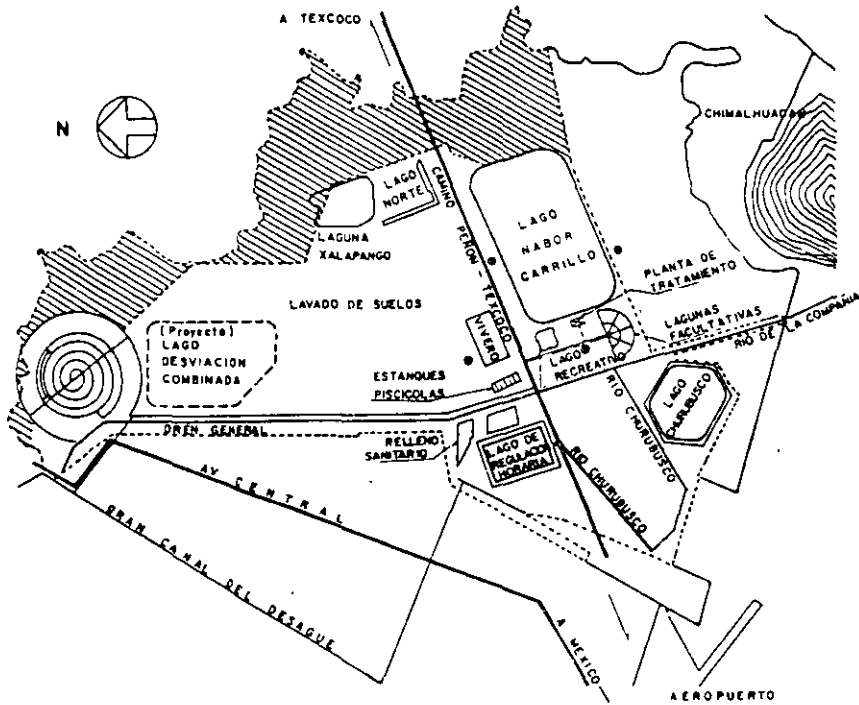 A TEXCOCO
N
CHIMALHUACAN
CAMINO PEÑON - TEXCOCO
LAGO
NORTE
LAGUNA
XALAPANGO
LAGO
NABOR
CARRILLO
PLANTA DE
TRATAMIENTO
LAVADO DE SUELOS
(Proyecto)
LAGO
DESVIACION
COMBINADA
VIVERO
LAGUNAS
FACULTATIVAS
RIO DE LA COMPAÑIA
LAGO
RECREATIVO
ESTANQUES
PISCICOLAS
RIO CHURUBUSCO
LAGO
CHURUBUSCO
DREN GENERAL
RELLENO
SANITARIO
LAGO DE
REGULACION
HORARIA
RIO CHURUBUSCO
AV CENTRAL
GRAN CANAL DEL DESAGUE
A MEXICO
AEROPUERTO